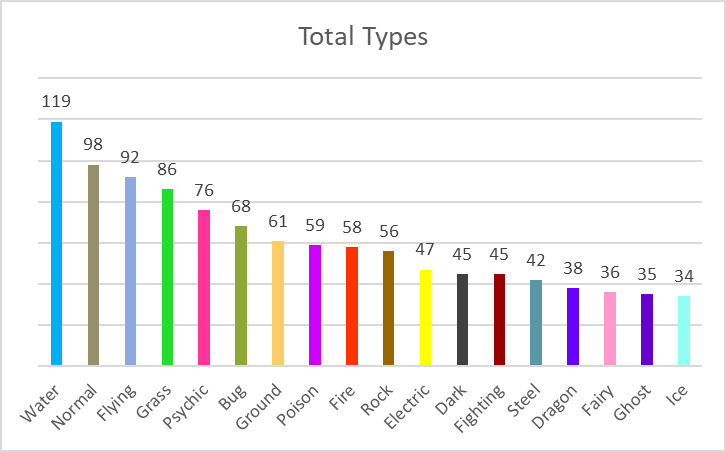 Total Types
119
98
92
86
76
68
61
59
58
56
47
45
45
42
38
36
35
34
Water
Normal
Flying
Grass
Psychic
Bug
Ground
Poison
Fire
Rock
Electric
Dark
Fighting
Steel
Dragon
Fairy
Ghost
Ice